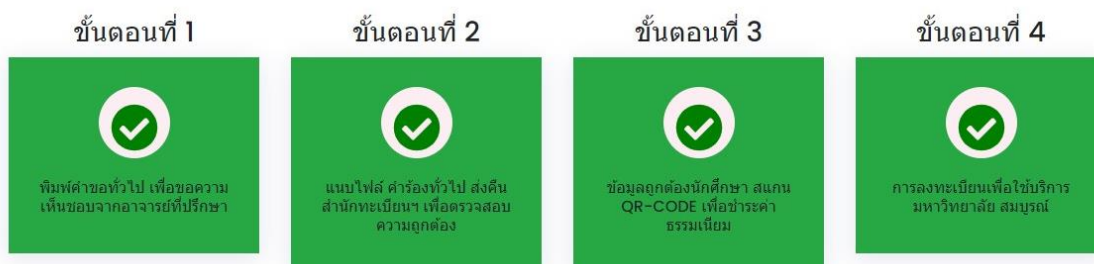 ขั้นตอนที่ 1
พิมพ์คำขอทั่วไป เพื่อขอความ
เห็นชอบจากอาจารย์ที่ปรึกษา
ขั้นตอนที่ 2
แนบไฟล์ คำร้องทั่วไป ส่งคืน
สำนักทะเบียนฯ เพื่อตรวจสอบ
ความถูกต้อง
ขั้นตอนที่ 3
ข้อมูลถูกต้องนักศึกษา สแกน
QR-CODE เพื่อชำระค่า
ธรรมเนียม
ขั้นตอนที่ 4
การลงทะเบียนเพื่อใช้บริการ
มหาวิทยาลัย สมบูรณ์